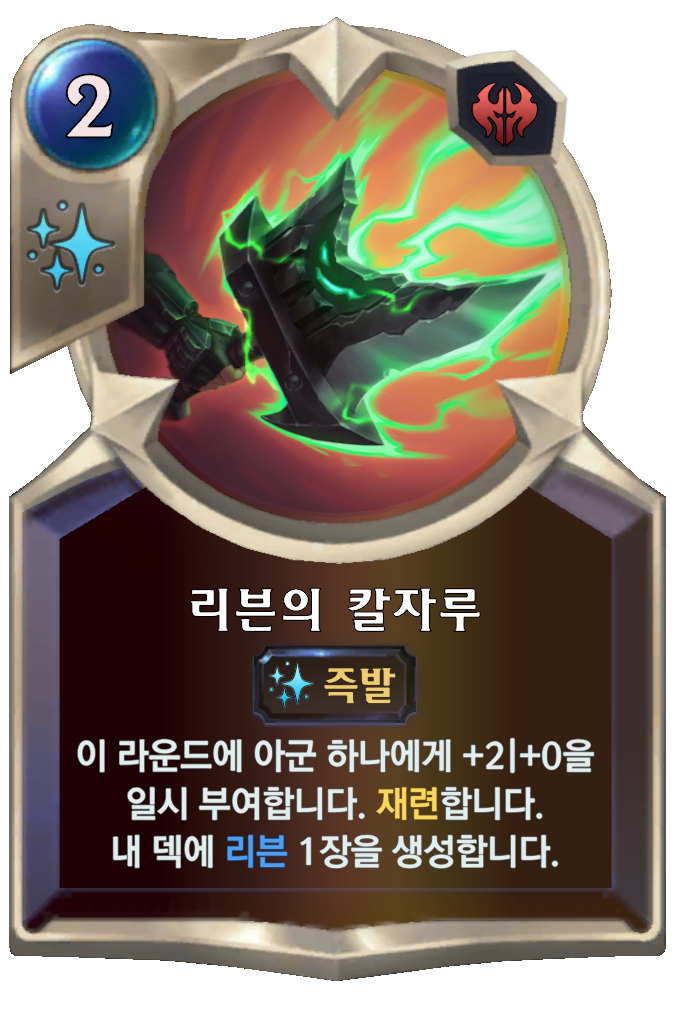 2
리븐의 칼자루
즉발
이 라운드에 아군 하나에게 +2|+0을
일시 부여합니다. 재련합니다.
내 덱에 리븐 1장을 생성합니다.